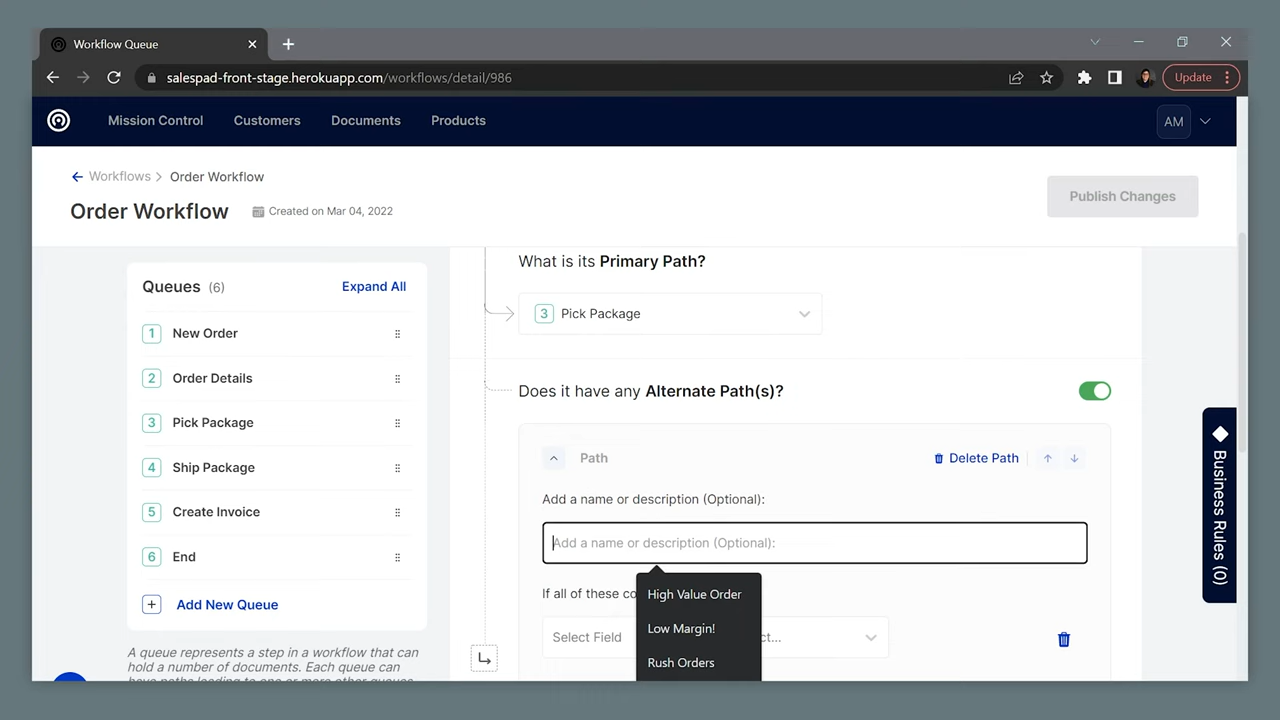 Workflow Queue
salespad-front-stage.herokuapp.com/workflows/detail/986
Update
Mission Control
Customers
Documents
Products
AM
Workflows > Order Workflow
Order Workflow
Created on Mar 04, 2022
Publish Changes
Queues (6)
Expand All
1 New Order
2 Order Details
3 Pick Package
4 Ship Package
5 Create Invoice
6 End
+ Add New Queue
A queue represents a step in a workflow that can
hold a number of documents. Each queue can
have paths leading to one or more other queues
What is its Primary Path?
3 Pick Package
Does it have any Alternate Path(s)?
Path
Delete Path
Add a name or description (Optional):
Add a name or description (Optional):
If all of these co
High Value Order
Low Margin!
Rush Orders
Select Field
ct...
Business Rules (0)